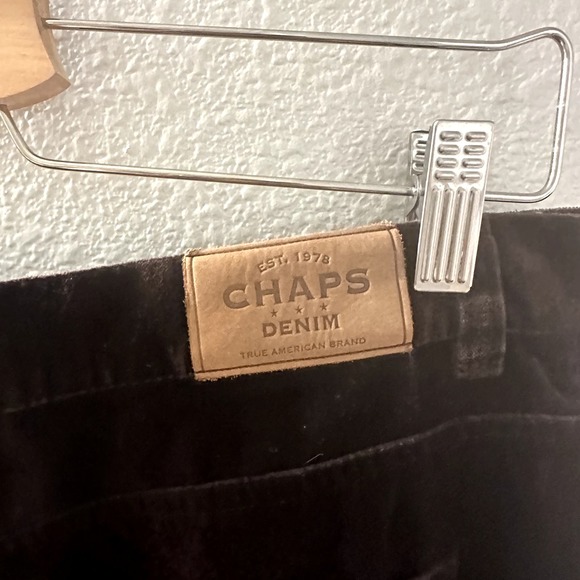 EST. 1978
CHAPS
DENIM
TRUE AMERICAN BRAND